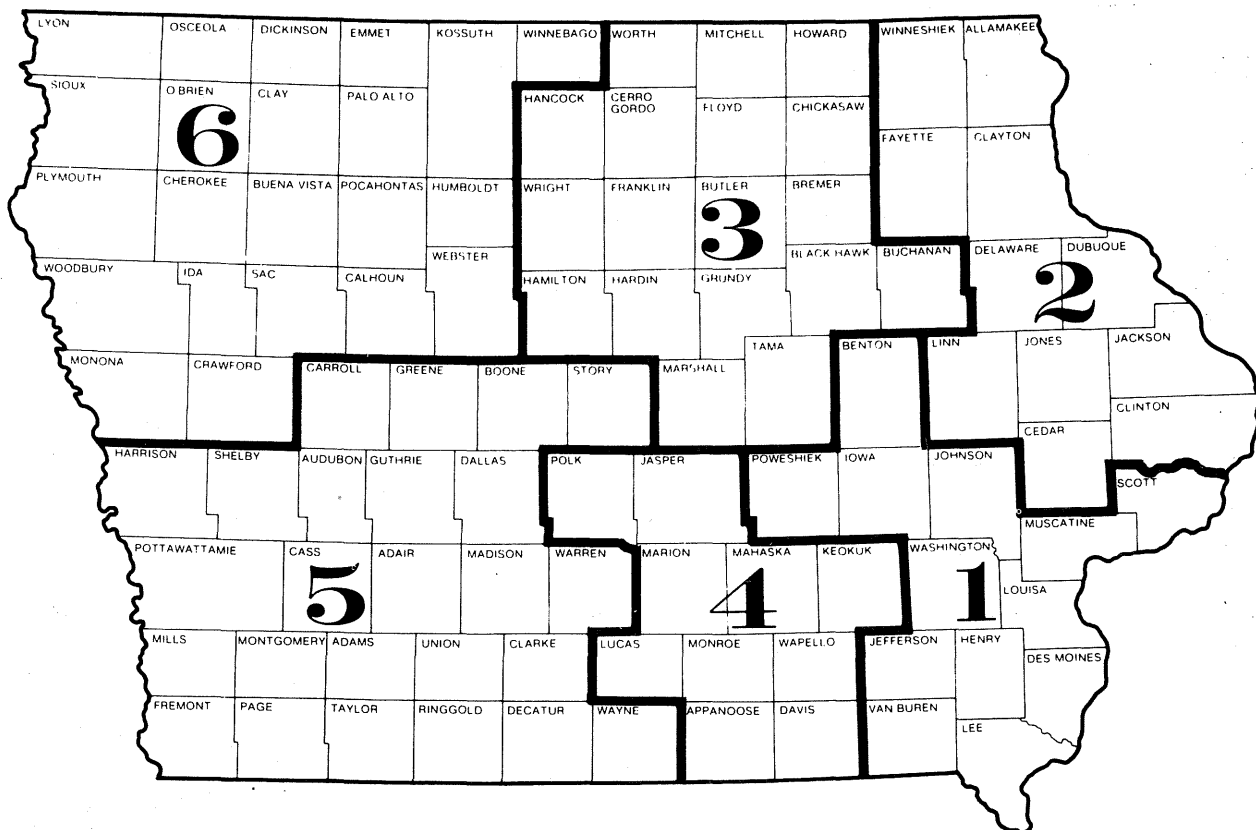 LYON OSCEOLA DICKINSON EMMET KOSSUTH WINNEBAGO WORTH MITCHELL HOWARD WINNESHIEK ALLAMAKEE
SIOUX O BRIEN CLAY PALO ALTO HANCOCK CERRO GORDO FLOYD CHICKASAW
6
FAYETTE CLAYTON
PLYMOUTH CHEROKEE BUENA VISTA POCAHONTAS HUMBOLDT WRIGHT FRANKLIN BUTLER BREMER
3
WEBSTER BLACK HAWK BUCHANAN DELAWARE DUBUQUE
WOODBURY IDA SAC CALHOUN HAMILTON HARDIN GRUNDY
2
MONONA CRAWFORD CARROLL GREENE BOONE STORY MARSHALL TAMA BENTON LINN JONES JACKSON
CLINTON
CEDAR
HARRISON SHELBY AUDUBON GUTHRIE DALLAS POLK JASPER POWESHIEK IOWA JOHNSON
SCOTT
MUSCATINE
POTTAWATTAMIE CASS ADAIR MADISON WARREN MARION MAHASKA KEOKUK WASHINGTON
5 4 1
LOUISA
MILLS MONTGOMERY ADAMS UNION CLARKE LUCAS MONROE WAPELLO JEFFERSON HENRY
DES MOINES
FREMONT PAGE TAYLOR RINGGOLD DECATUR WAYNE APPANOOSE DAVIS VAN BUREN
LEE